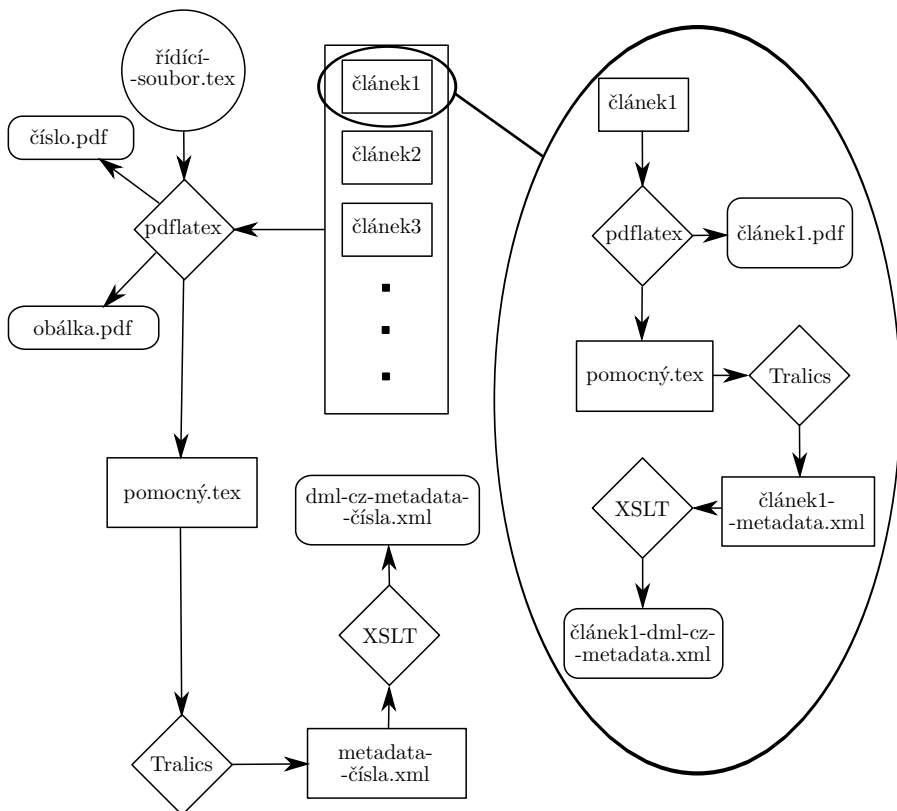 řídící-
-soubor.tex
číslo.pdf
pdflatex
obálka.pdf
pomocný.tex
Tralics
metadata-
-čísla.xml
XSLT
dml-cz-metadata-
-čísla.xml
článek1
článek2
článek3
článek1
pdflatex
článek1.pdf
pomocný.tex
Tralics
článek1-
-metadata.xml
XSLT
článek1-dml-cz-
-metadata.xml